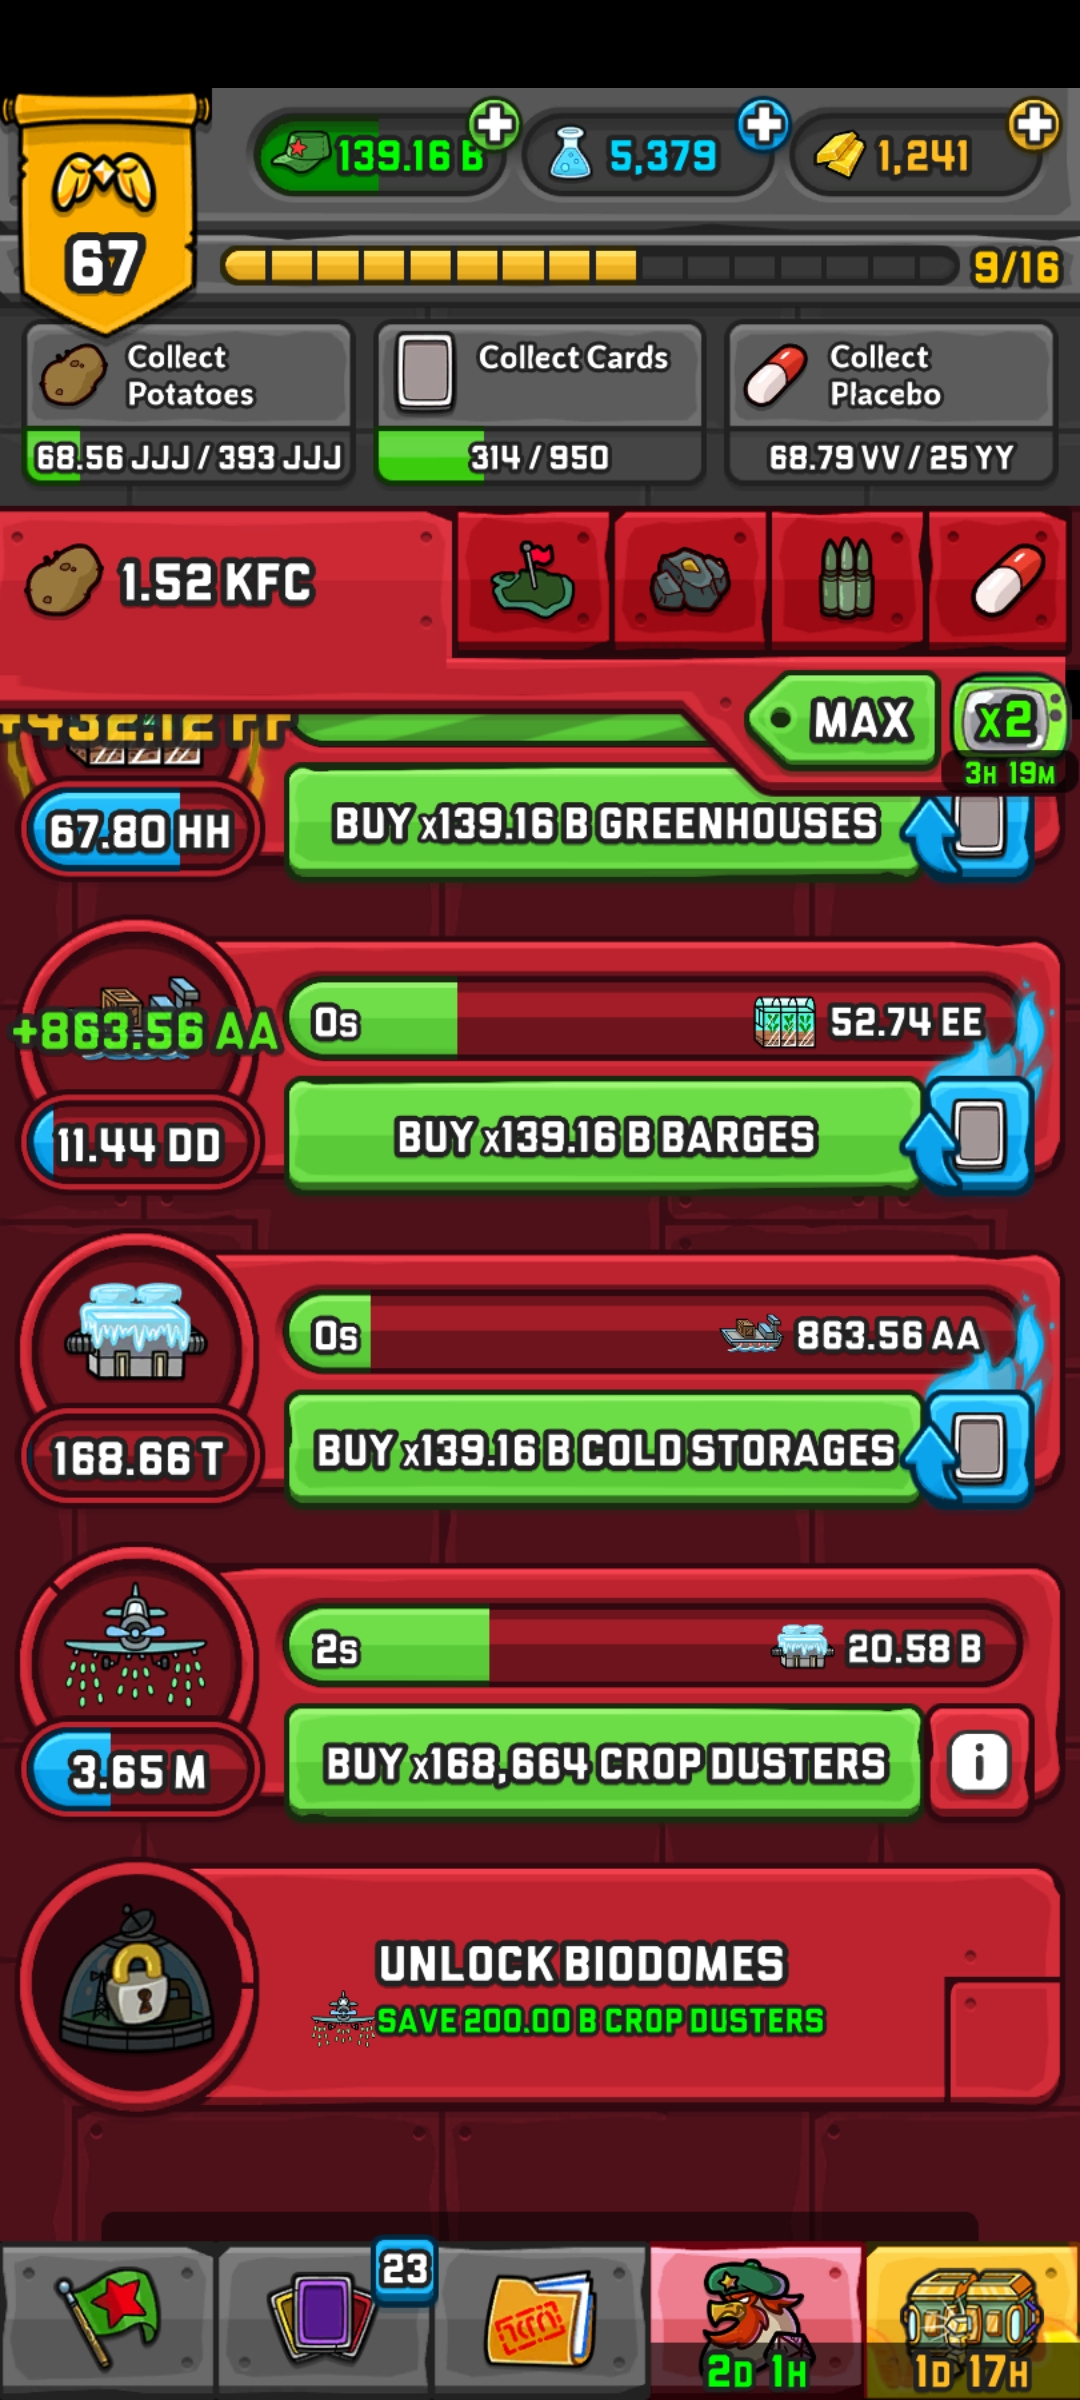 139.16 B
5,379
1,241
67
9/16
Collect
Potatoes
68.56 JJJ / 393 JJJ
Collect Cards
314 / 950
Collect
Placebo
68.79 VV / 25 YY
1.52 KFC
MAX
x2
3H 19M
+432.12 FF
67.80 HH
BUY x139.16 B GREENHOUSES
+863.56 AA
0s
52.74 EE
11.44 DD
BUY x139.16 B BARGES
0s
863.56 AA
168.66 T
BUY x139.16 B COLD STORAGES
2s
20.58 B
3.65 M
BUY x168,664 CROP DUSTERS
i
UNLOCK BIODOMES
SAVE 200.00 B CROP DUSTERS
23
2D 1H
1D 17H